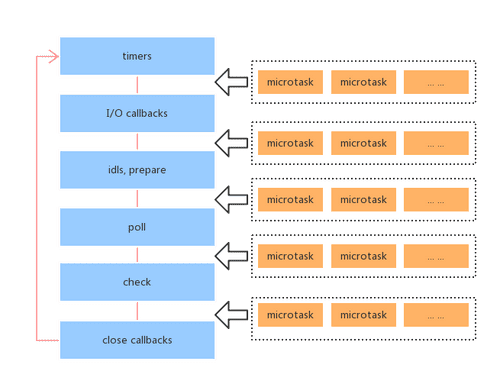 timers
microtask microtask ... ...
I/O callbacks
microtask microtask ... ...
idls, prepare
microtask microtask ... ...
poll
microtask microtask ... ...
check
microtask microtask ... ...
close callbacks